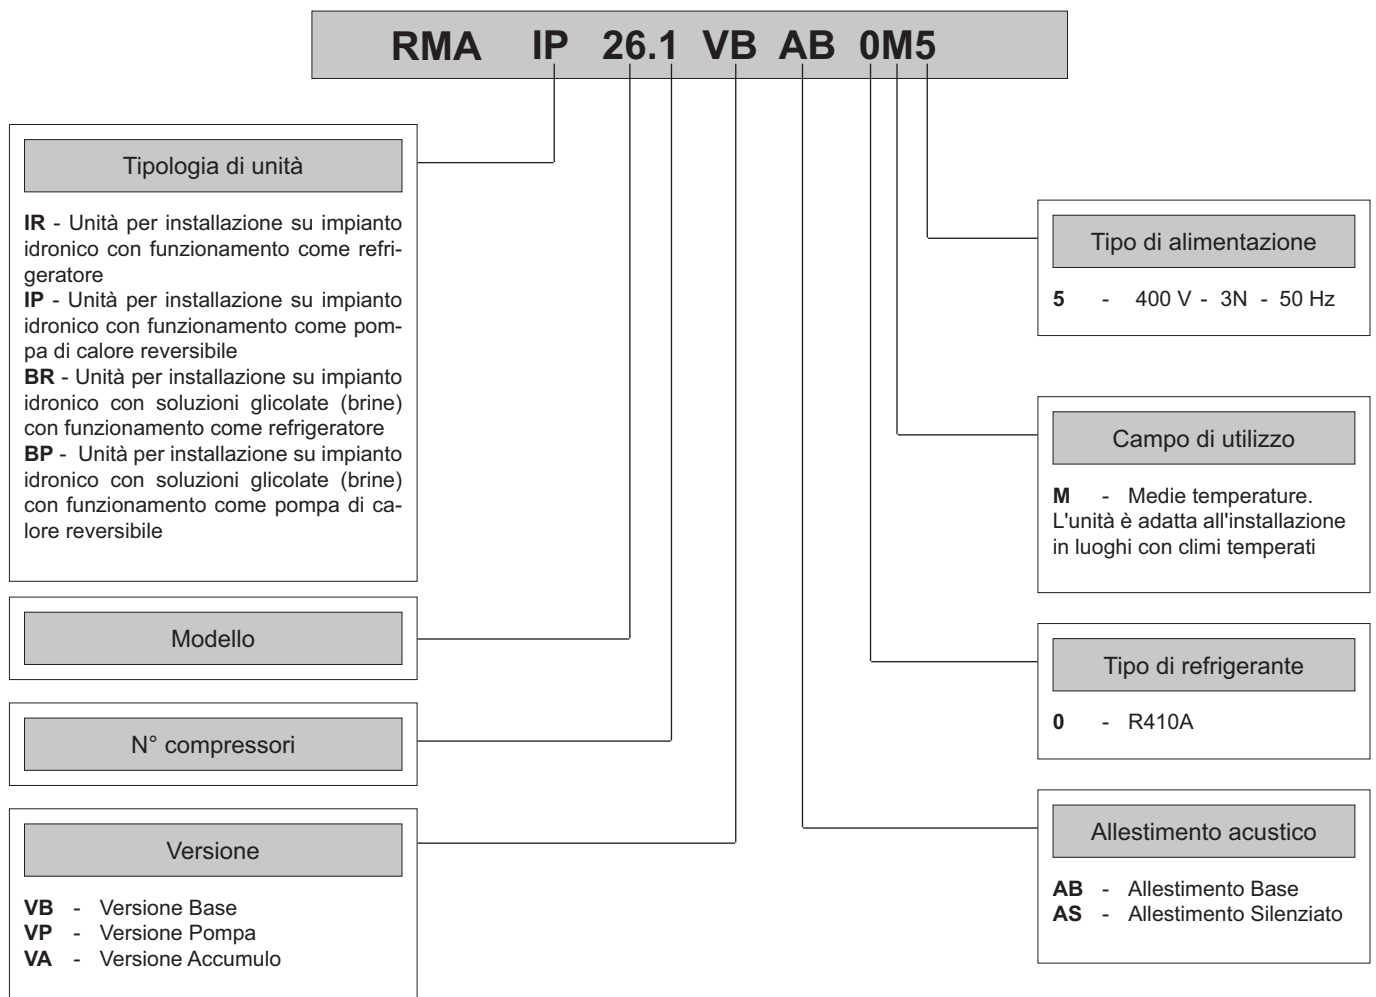 RMA IP 26.1 VB AB 0M5
Tipologia di unità
IR - Unità per installazione su impianto
idronico con funzionamento come refri-
geratore
IP - Unità per installazione su impianto
idronico con funzionamento come pom-
pa di calore reversibile
BR - Unità per installazione su impianto
idronico con soluzioni glicolate (brine)
con funzionamento come refrigeratore
BP - Unità per installazione su impianto
idronico con soluzioni glicolate (brine)
con funzionamento come pompa di ca-
lore reversibile
Modello
N° compressori
Versione
VB - Versione Base
VP - Versione Pompa
VA - Versione Accumulo
Tipo di alimentazione
5 - 400 V - 3N - 50 Hz
Campo di utilizzo
M - Medie temperature.
L'unità è adatta all'installazione
in luoghi con climi temperati
Tipo di refrigerante
0 - R410A
Allestimento acustico
AB - Allestimento Base
AS - Allestimento Silenziato